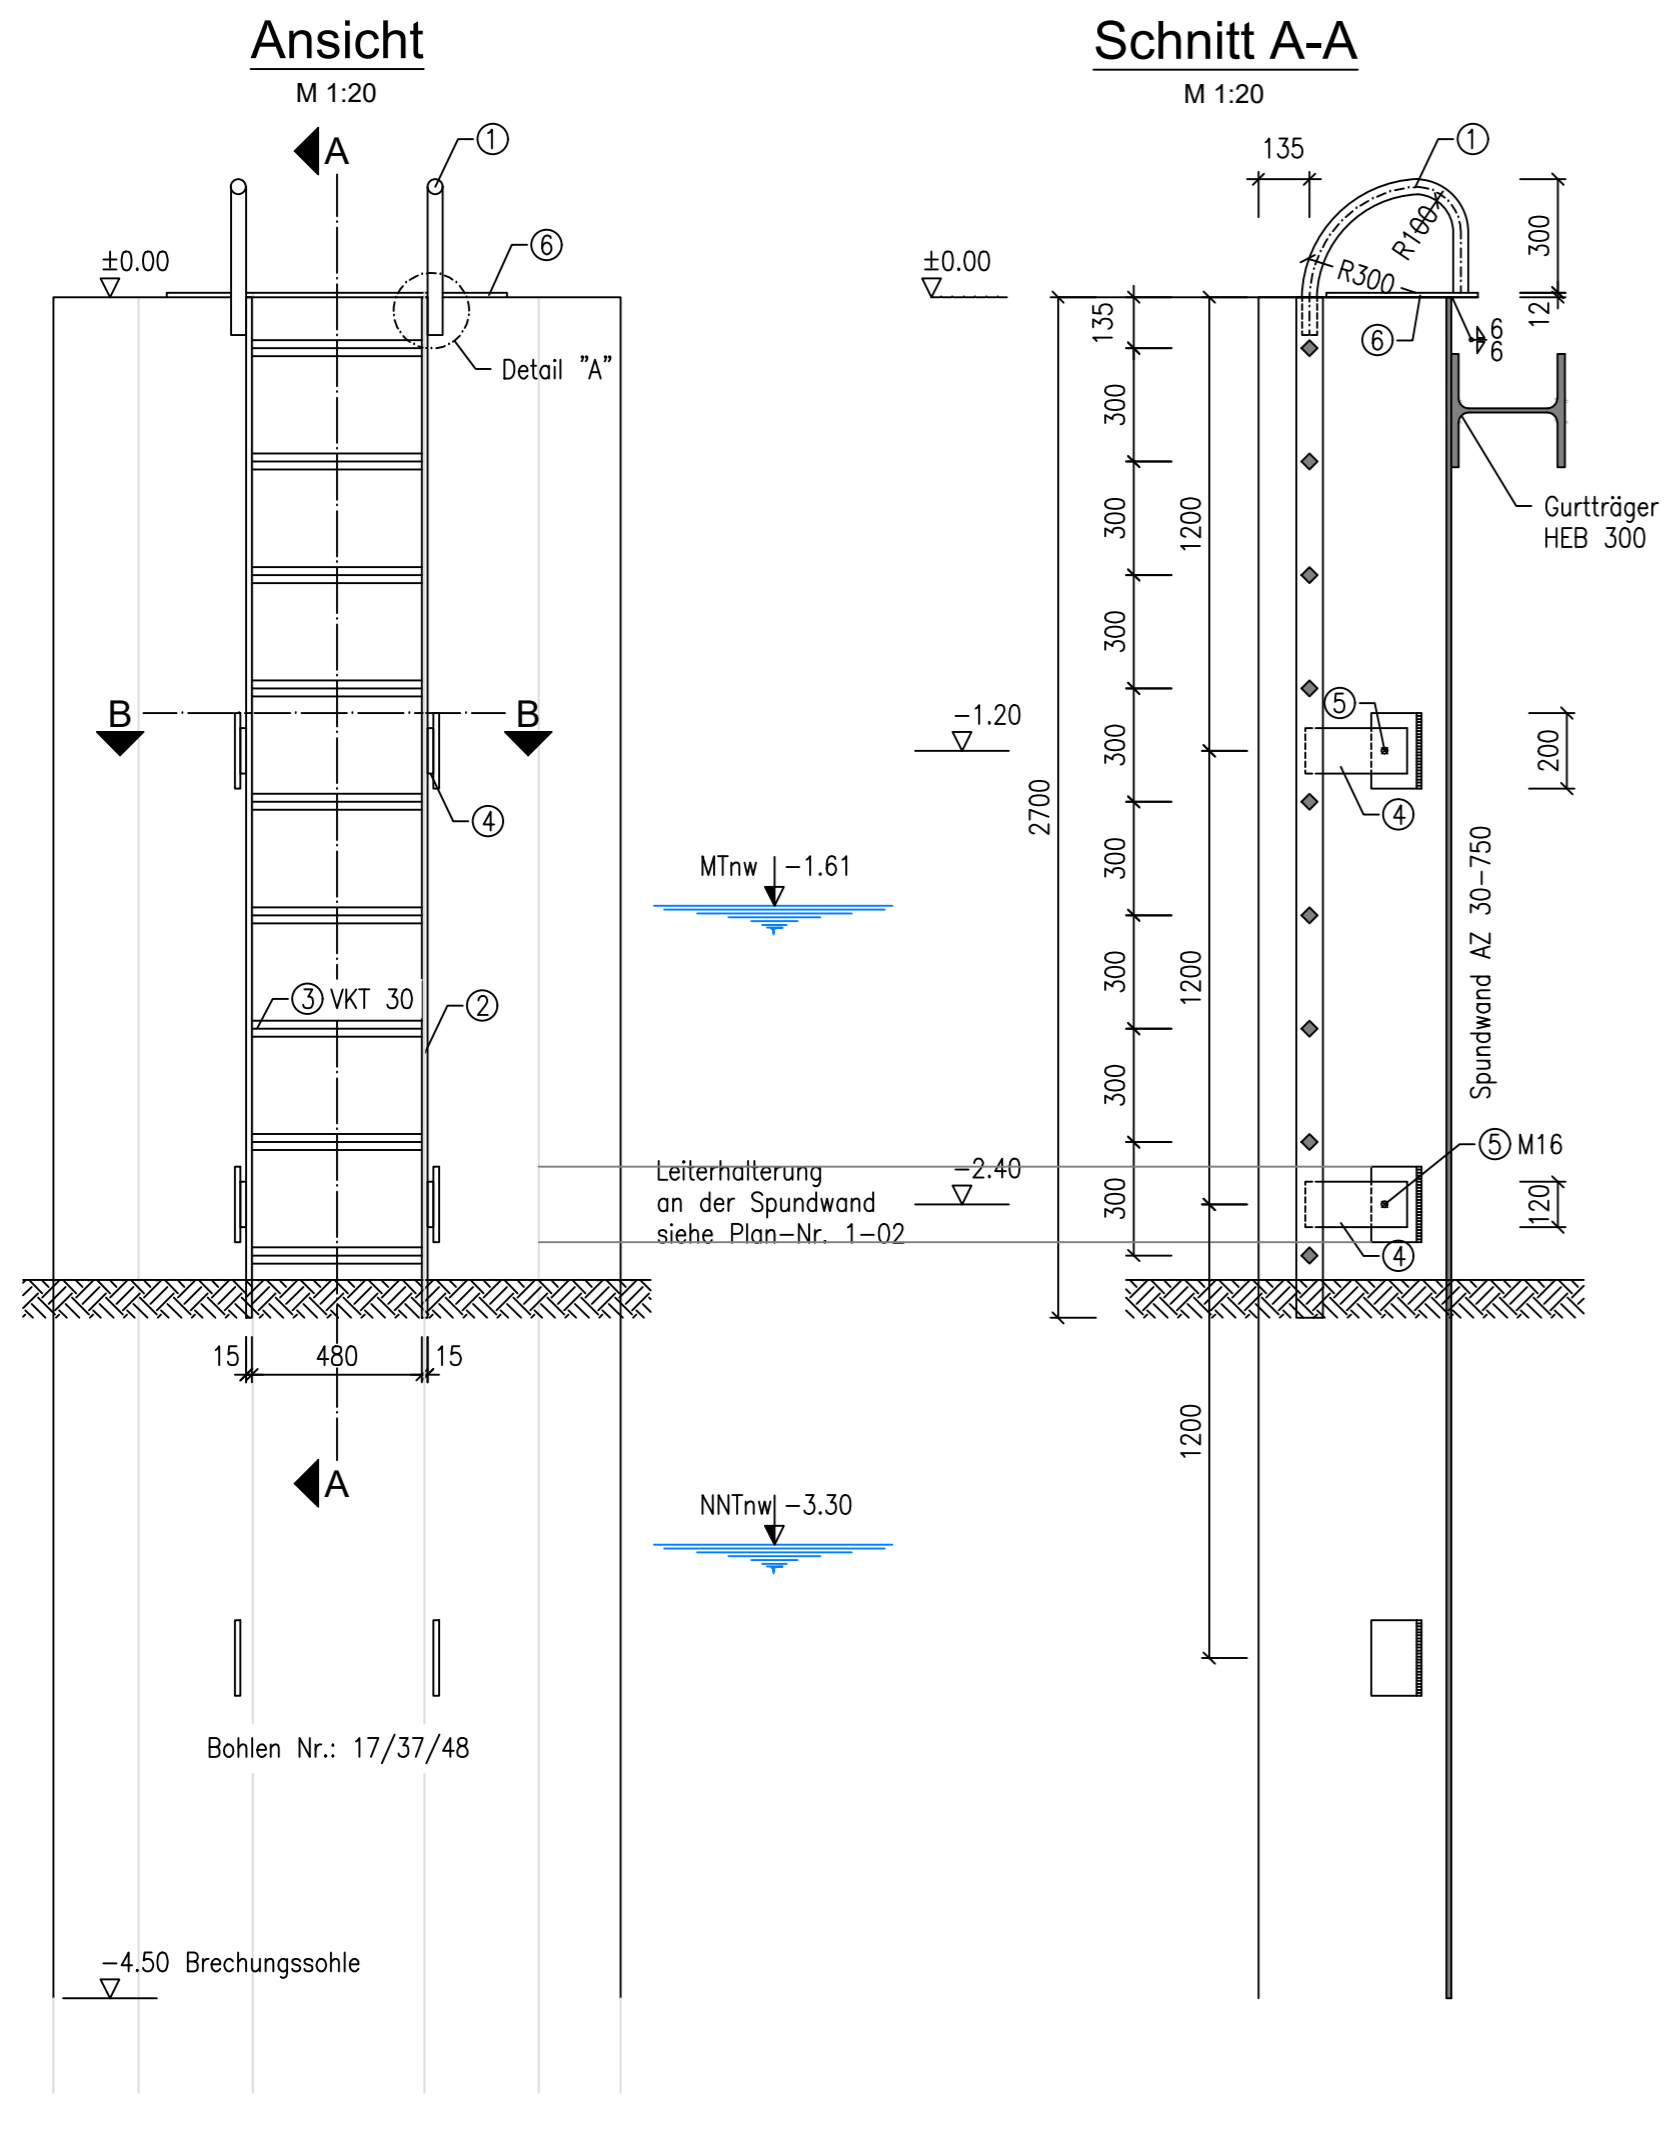 Ansicht
M 1:20
A
1
±0.00
6
Detail "A"
B
B
4
MTnw -1.61
3 VKT 30
2
Leiterhalterung
an der Spundwand
siehe Plan-Nr. 1-02
15 480 15
A
NNTnw -3.30
Bohlen Nr.: 17/37/48
-4.50 Brechungssohle
Schnitt A-A
M 1:20
135
1
R100
R300
300
±0.00
135
12
6
6
6
300
300
300
300
300
300
300
300
1200
1200
1200
2700
Gurtträger
HEB 300
-1.20
5
200
4
Spundwand AZ 30-750
-2.40
5 M16
120
4